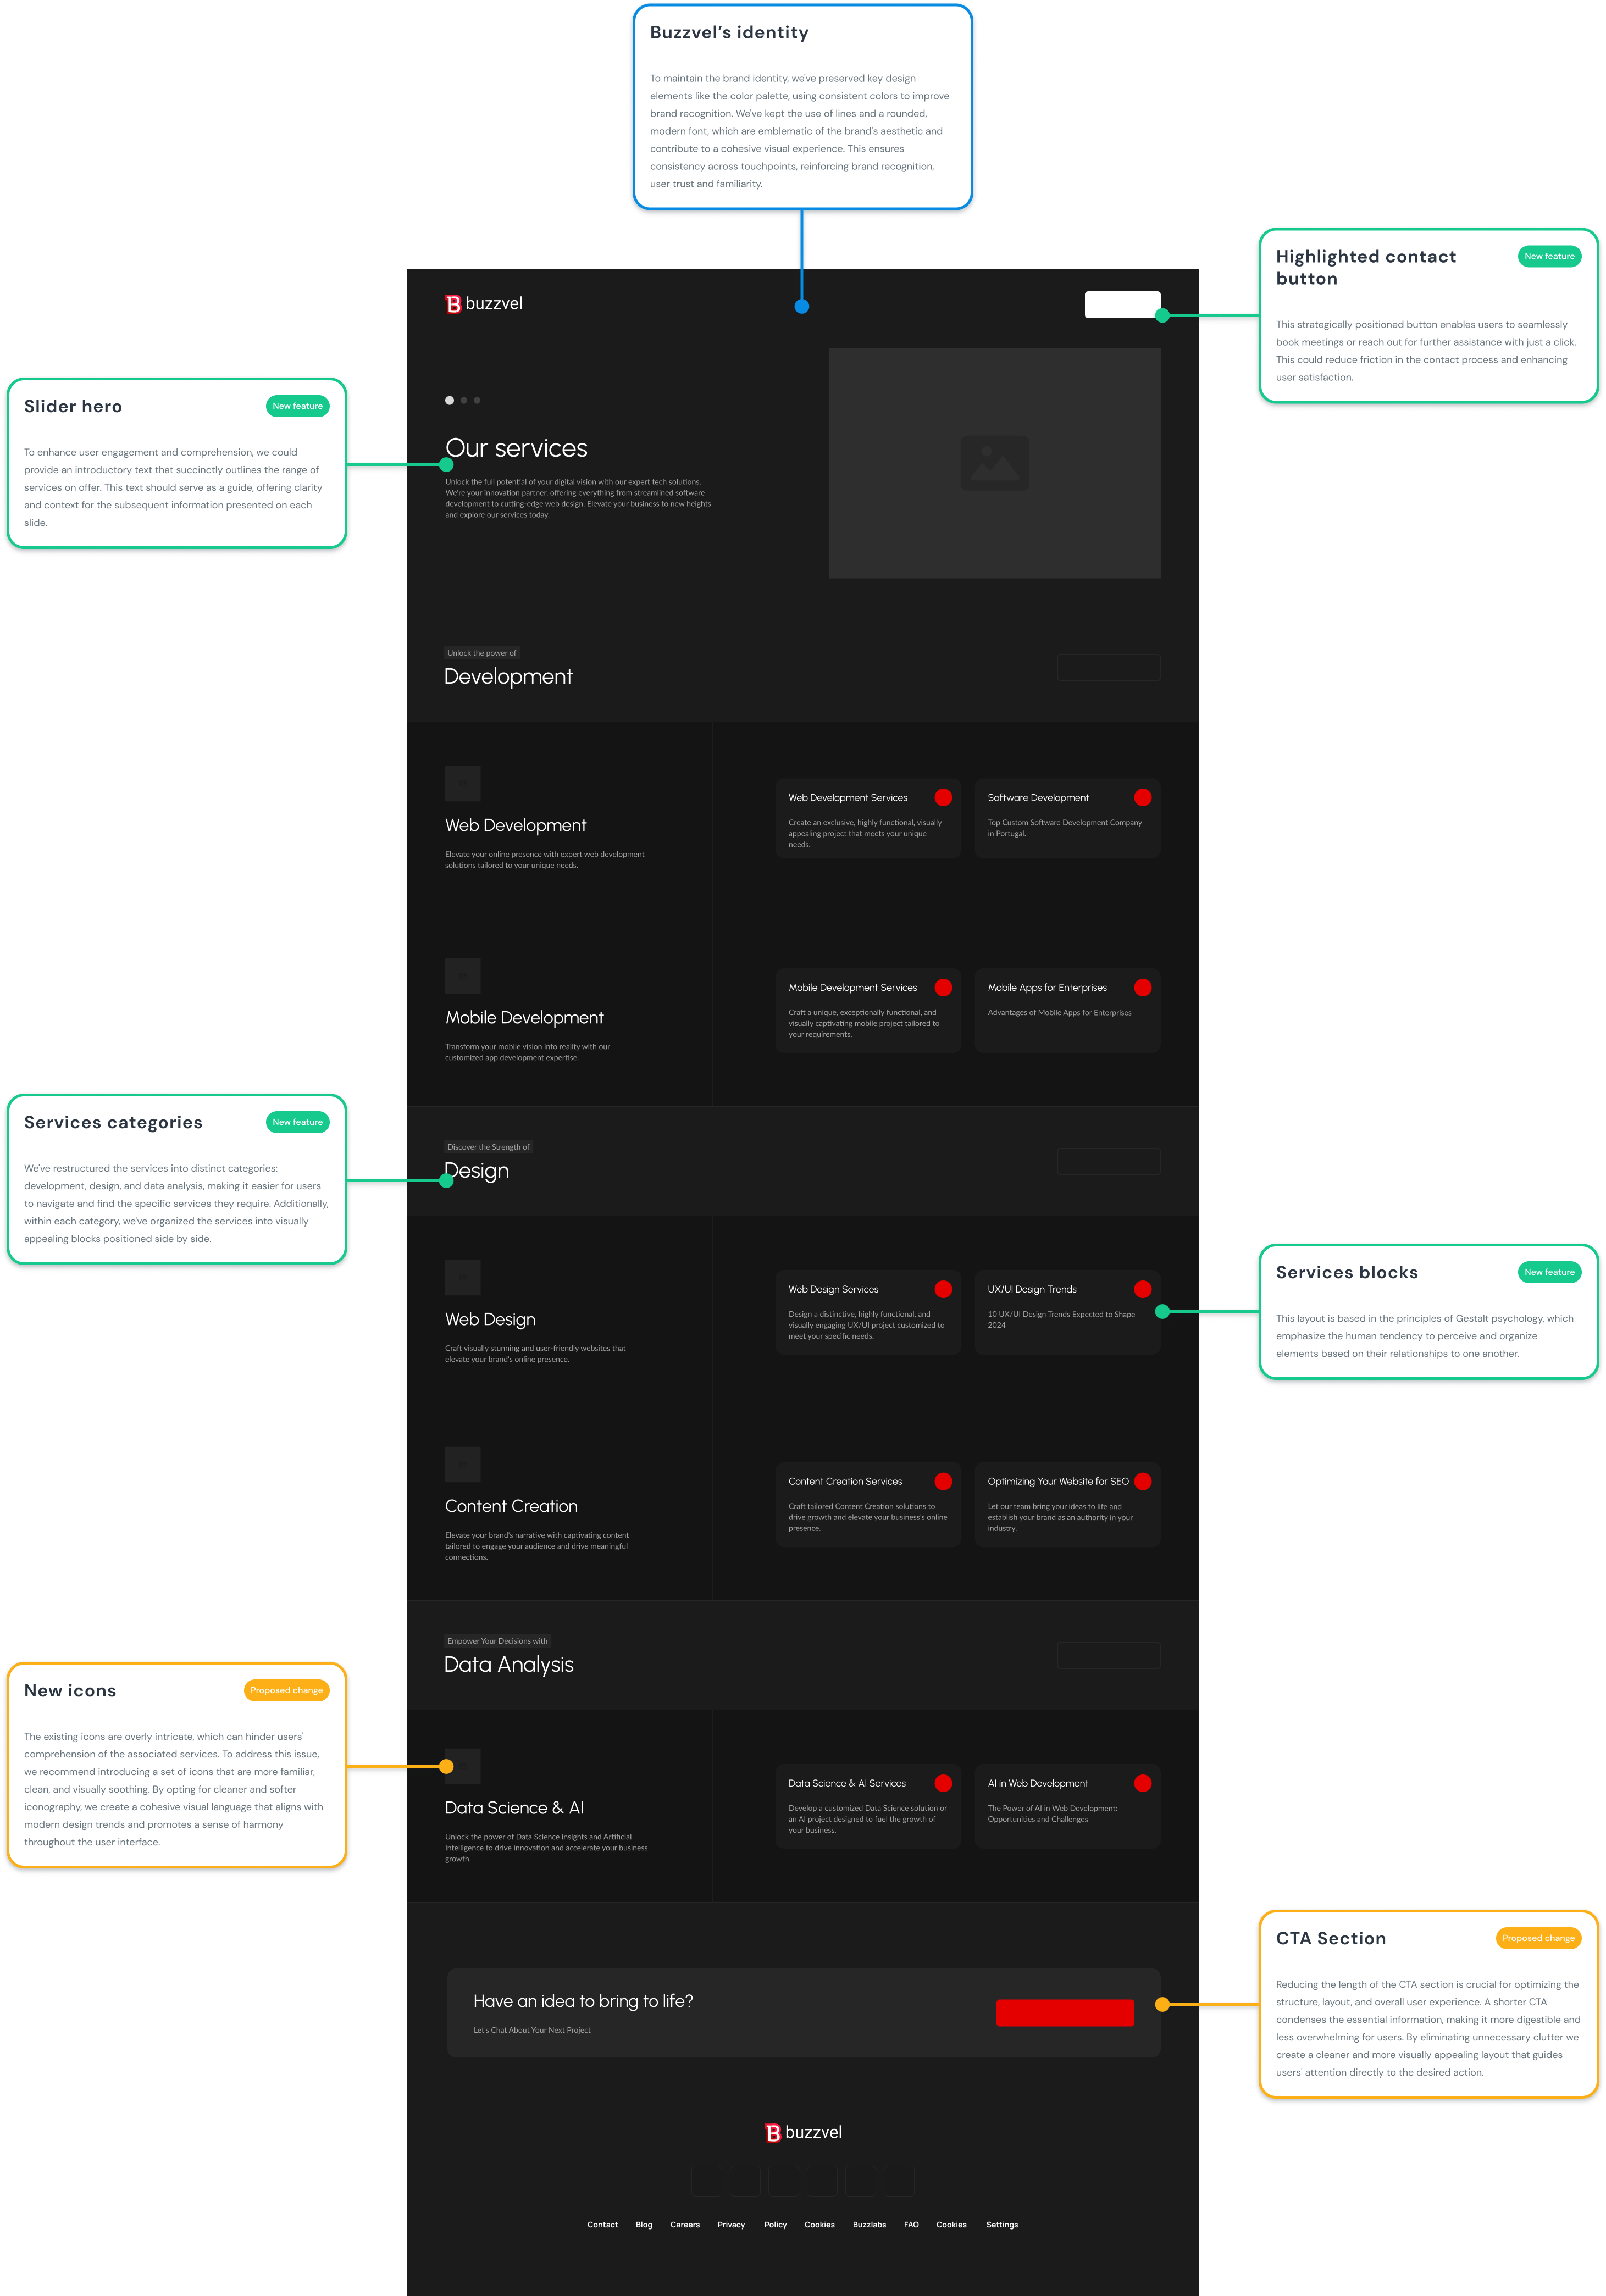 Buzzvel’s identity
To maintain the brand identity, we've preserved key design
elements like the color palette, using consistent colors to improve
brand recognition. We've kept the use of lines and a rounded,
modern font, which are emblematic of the brand's aesthetic and
contribute to a cohesive visual experience. This ensures
consistency across touchpoints, reinforcing brand recognition,
user trust and familiarity.
Highlighted contact
button
New feature
This strategically positioned button enables users to seamlessly
book meetings or reach out for further assistance with just a click.
This could reduce friction in the contact process and enhancing
user satisfaction.
buzzvel
Slider hero
New feature
To enhance user engagement and comprehension, we could
provide an introductory text that succinctly outlines the range of
services on offer. This text should serve as a guide, offering clarity
and context for the subsequent information presented on each
slide.
Our services
Unlock the full potential of your digital vision with our expert tech solutions.
We're your innovation partner, offering everything from streamlined software
development to cutting-edge web design. Elevate your business to new heights
and explore our services today.
Unlock the power of
Development
Web Development
Elevate your online presence with expert web development
solutions tailored to your unique needs.
Web Development Services
Create an exclusive, highly functional, visually
appealing project that meets your unique
needs.
Software Development
Top Custom Software Development Company
in Portugal.
Mobile Development
Transform your mobile vision into reality with our
customized app development expertise.
Mobile Development Services
Craft a unique, exceptionally functional, and
visually captivating mobile project tailored to
your requirements.
Mobile Apps for Enterprises
Advantages of Mobile Apps for Enterprises
Services categories
New feature
We've restructured the services into distinct categories:
development, design, and data analysis, making it easier for users
to navigate and find the specific services they require. Additionally,
within each category, we've organized the services into visually
appealing blocks positioned side by side.
Discover the Strength of
Design
Web Design
Craft visually stunning and user-friendly websites that
elevate your brand's online presence.
Web Design Services
Design a distinctive, highly functional, and
visually engaging UX/UI project customized to
meet your specific needs.
UX/UI Design Trends
10 UX/UI Design Trends Expected to Shape
2024
Services blocks
New feature
This layout is based in the principles of Gestalt psychology, which
emphasize the human tendency to perceive and organize
elements based on their relationships to one another.
Content Creation
Elevate your brand's narrative with captivating content
tailored to engage your audience and drive meaningful
connections.
Content Creation Services
Craft tailored Content Creation solutions to
drive growth and elevate your business's online
presence.
Optimizing Your Website for SEO
Let our team bring your ideas to life and
establish your brand as an authority in your
industry.
Empower Your Decisions with
Data Analysis
New icons
Proposed change
The existing icons are overly intricate, which can hinder users'
comprehension of the associated services. To address this issue,
we recommend introducing a set of icons that are more familiar,
clean, and visually soothing. By opting for cleaner and softer
iconography, we create a cohesive visual language that aligns with
modern design trends and promotes a sense of harmony
throughout the user interface.
Data Science & AI
Unlock the power of Data Science insights and Artificial
Intelligence to drive innovation and accelerate your business
growth.
Data Science & AI Services
Develop a customized Data Science solution or
an AI project designed to fuel the growth of
your business.
AI in Web Development
The Power of AI in Web Development:
Opportunities and Challenges
CTA Section
Proposed change
Reducing the length of the CTA section is crucial for optimizing the
structure, layout, and overall user experience. A shorter CTA
condenses the essential information, making it more digestible and
less overwhelming for users. By eliminating unnecessary clutter we
create a cleaner and more visually appealing layout that guides
users' attention directly to the desired action.
Have an idea to bring to life?
Let's Chat About Your Next Project
buzzvel
Contact Blog Careers Privacy Policy Cookies Buzzlabs FAQ Cookies Settings